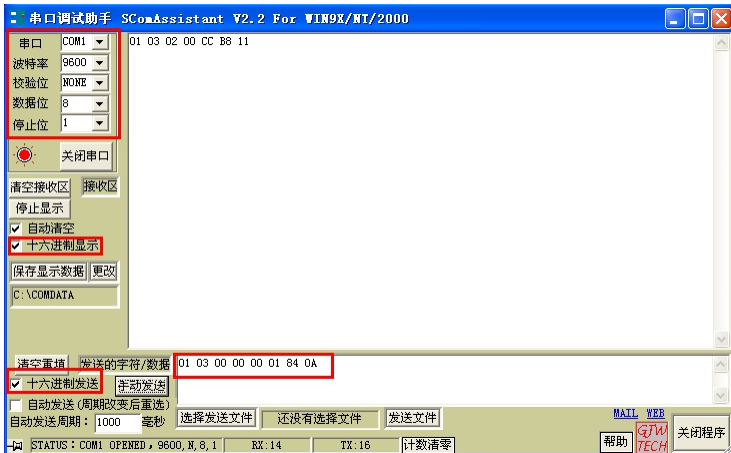 串口调试助手 SComAssistant V2.2 For WIN9X/NT/2000
串口 COM1
波特率 9600
校验位 NONE
数据位 8
停止位 1
关闭串口
清空接收区 接收区
停止显示
自动清空
十六进制显示
保存显示数据 更改
C:\COMDATA
01 03 02 00 CC B8 11
清空重填 发送的字符/数据 01 03 00 00 00 01 84 0A
十六进制发送 手动发送
自动发送(周期改变后重选)
自动发送周期: 1000 毫秒 选择发送文件 还没有选择文件 发送文件
MAIL WEB
STATUS:COM1 OPENED,9600,N,8,1 RX:14 TX:16 计数清零 帮助 GJW TECH 关闭程序